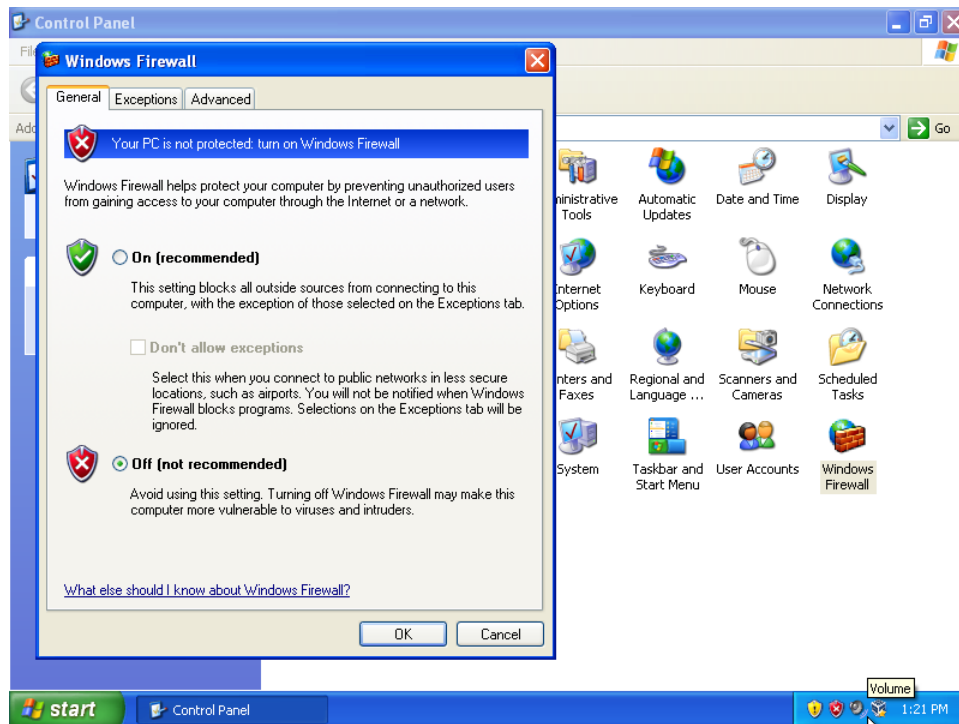 Control Panel
Windows Firewall
General Exceptions Advanced
Go
Your PC is not protected: turn on Windows Firewall
Windows Firewall helps protect your computer by preventing unauthorized users
from gaining access to your computer through the Internet or a network.
On (recommended)
This setting blocks all outside sources from connecting to this
computer, with the exception of those selected on the Exceptions tab.
Don't allow exceptions
Select this when you connect to public networks in less secure
locations, such as airports. You will not be notified when Windows
Firewall blocks programs. Selections on the Exceptions tab will be
ignored.
Off (not recommended)
Avoid using this setting. Turning off Windows Firewall may make this
computer more vulnerable to viruses and intruders.
What else should I know about Windows Firewall?
OK Cancel
ministrative Automatic Date and Time Display
Tools Updates
Internet Keyboard Mouse Network
Options Connections
nters and Regional and Scanners and Scheduled
Faxes Language ... Cameras Tasks
System Taskbar and User Accounts Windows
Start Menu Firewall
Volume
start Control Panel 1:21 PM